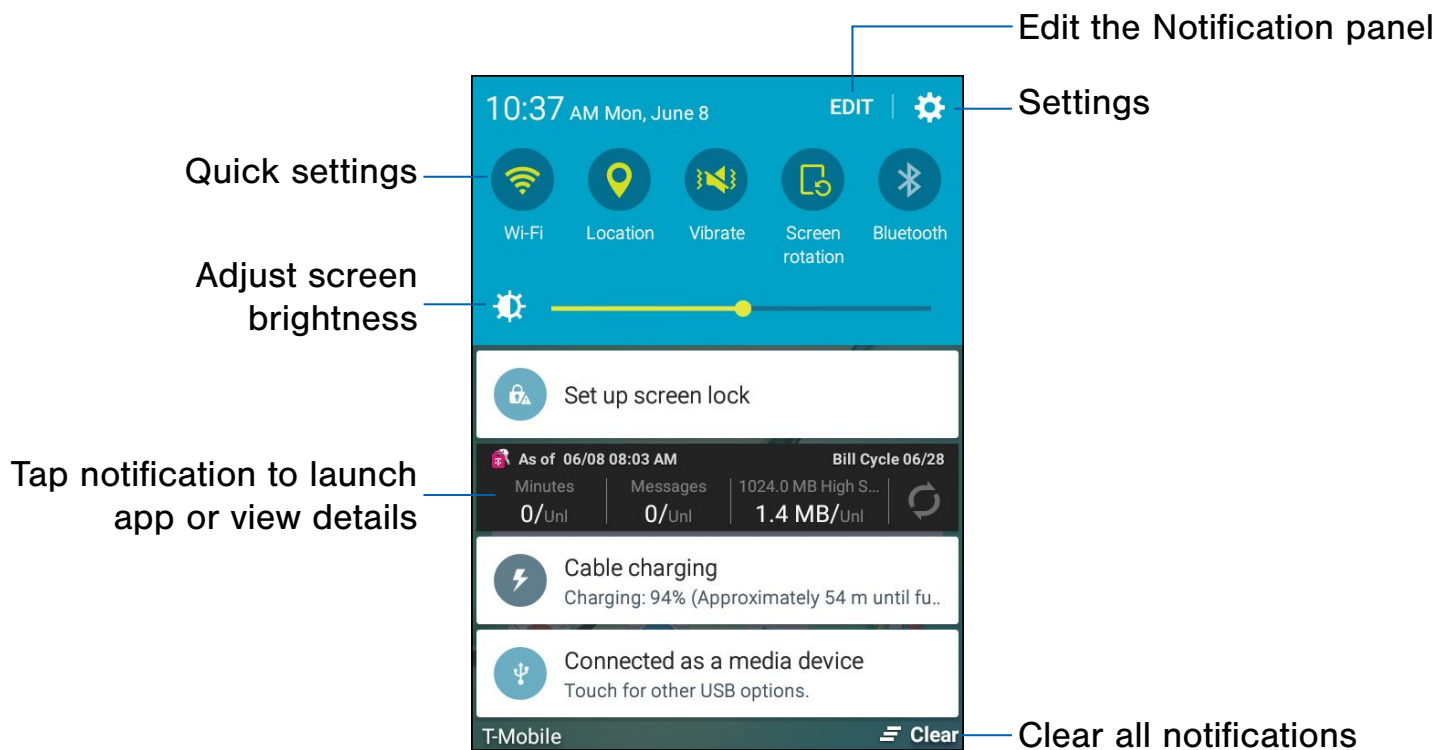 Edit the Notification panel
10:37 AM Mon, June 8
EDIT
Settings
Quick settings
Wi-Fi
Location
Vibrate
Screen
rotation
Bluetooth
Adjust screen
brightness
Set up screen lock
As of 06/08 08:03 AM
Bill Cycle 06/28
Minutes
0/Unl
Messages
0/Unl
1024.0 MB High S...
1.4 MB/Unl
Tap notification to launch
app or view details
Cable charging
Charging: 94% (Approximately 54 m until fu..
Connected as a media device
Touch for other USB options.
T-Mobile
Clear
Clear all notifications